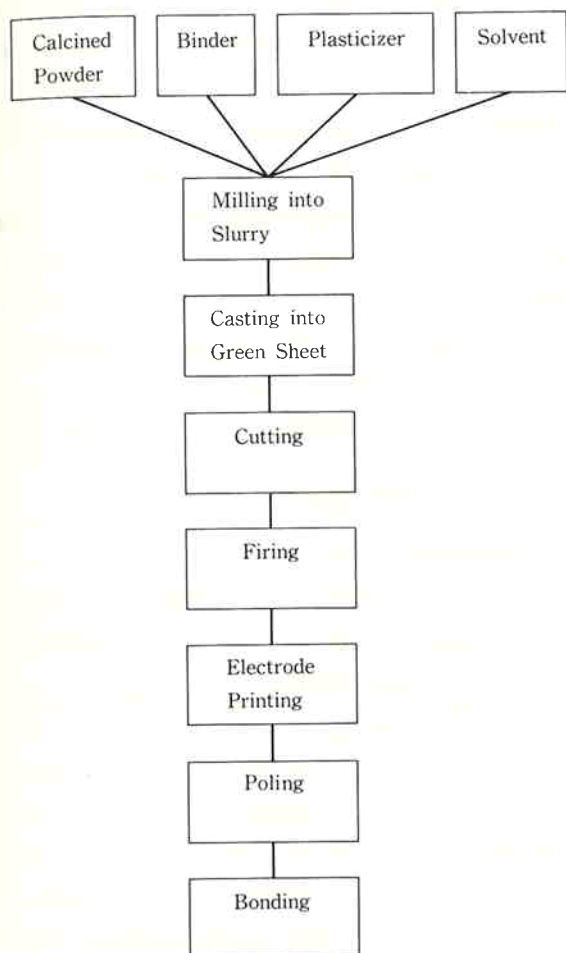 Calcined
Powder
Binder
Plasticizer
Solvent
Milling into
Slurry
Casting into
Green Sheet
Cutting
Firing
Electrode
Printing
Poling
Bonding